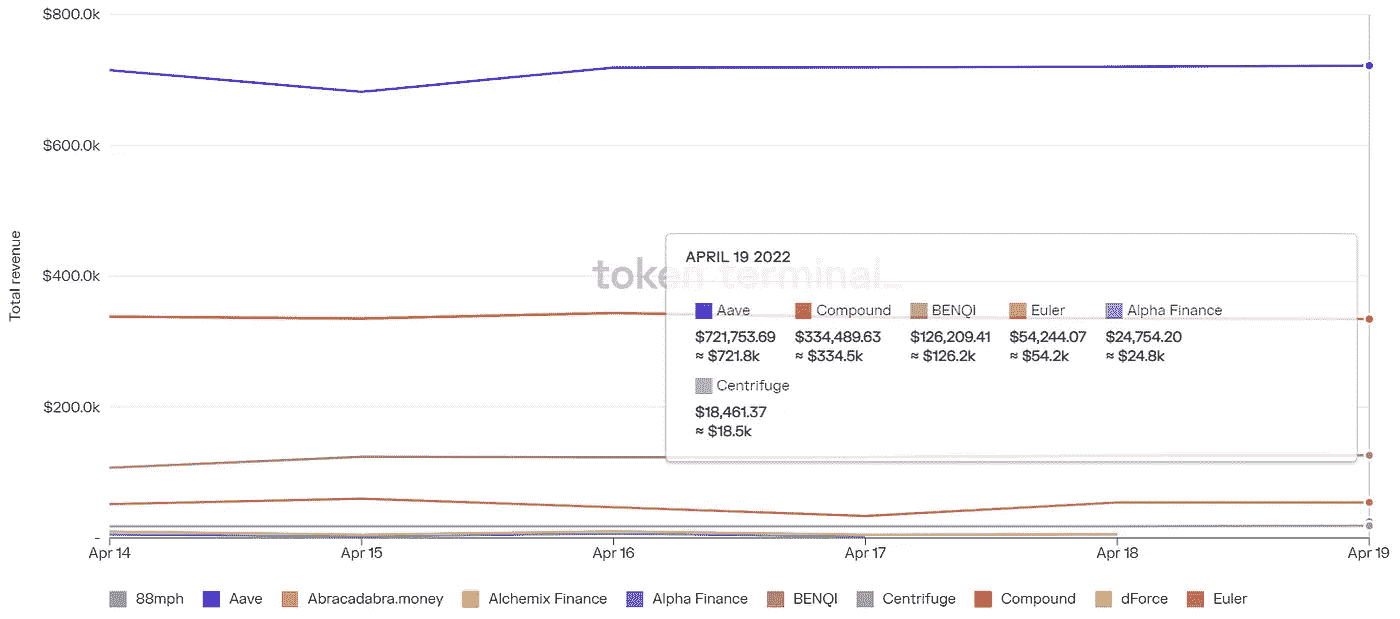 $800.0k
$600.0k
$400.0k
$200.0k
-
Total revenue
token terminal_
APRIL 19 2022
Aave Compound BENQI Euler Alpha Finance
$721,753.69 $334,489.63 $126,209.41 $54,244.07 $24,754.20
≈ $721.8k ≈ $334.5k ≈ $126.2k ≈ $54.2k ≈ $24.8k
Centrifuge
$18,461.37
≈ $18.5k
Apr 14 Apr 15 Apr 16 Apr 17 Apr 18 Apr 19
88mph Aave Abracadabra.money Alchemix Finance Alpha Finance BENQI Centrifuge Compound dForce Euler